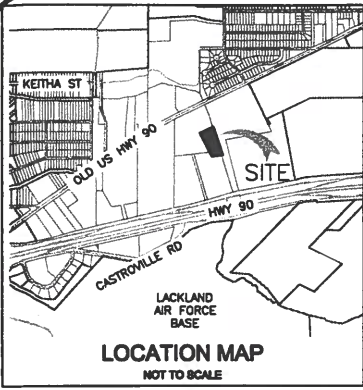 KEITHA ST
OLD US HWY 90
SITE
HWY 90
CASTROVILLE RD
LACKLAND
AIR FORCE
BASE
LOCATION MAP
NOT TO SCALE